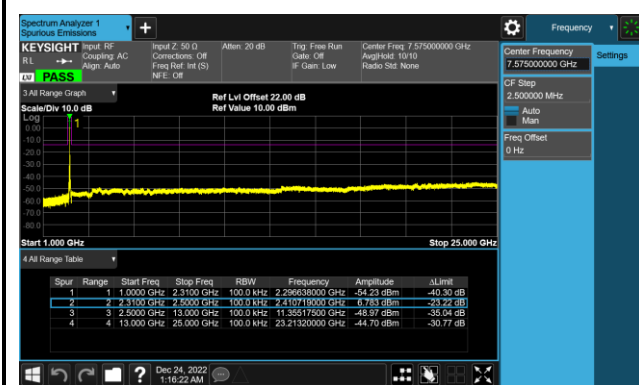 Spectrum Analyzer 1
Spurious Emissions
Frequency
KEYSIGHT
RL
Input: RF
Coupling: AC
Align: Auto
Input Z: 50 Ω
Corrections: Off
Freq Ref: Int (S)
NFE: Off
Atten: 20 dB
Trig: Free Run
Gate: Off
IF Gain: Low
Center Freq: 7.575000000 GHz
Avg|Hold: 10/10
Radio Std: None
PASS
Center Frequency
7.575000000 GHz
Settings
CF Step
2.500000 MHz
Auto
Man
Freq Offset
0 Hz
3 All Range Graph
Scale/Div 10.0 dB
Ref Lvl Offset 22.00 dB
Ref Value 10.00 dBm
Log
1
0.00
-10.0
-20.0
-30.0
-40.0
-50.0
-60.0
-70.0
-80.0
Start 1.000 GHz
Stop 25.000 GHz
4 All Range Table
Spur Range Start Freq Stop Freq RBW Frequency Amplitude ΔLimit
1 1 1.0000 GHz 2.3100 GHz 100.0 kHz 2.296638000 GHz -54.23 dBm -40.30 dB
2 2 2.3100 GHz 2.5000 GHz 100.0 kHz 2.410719000 GHz 6.783 dBm -23.22 dB
3 3 2.5000 GHz 13.000 GHz 100.0 kHz 11.35517500 GHz -48.97 dBm -35.04 dB
4 4 13.000 GHz 25.000 GHz 100.0 kHz 23.21320000 GHz -44.70 dBm -30.77 dB
Dec 24, 2022
1:16:22 AM